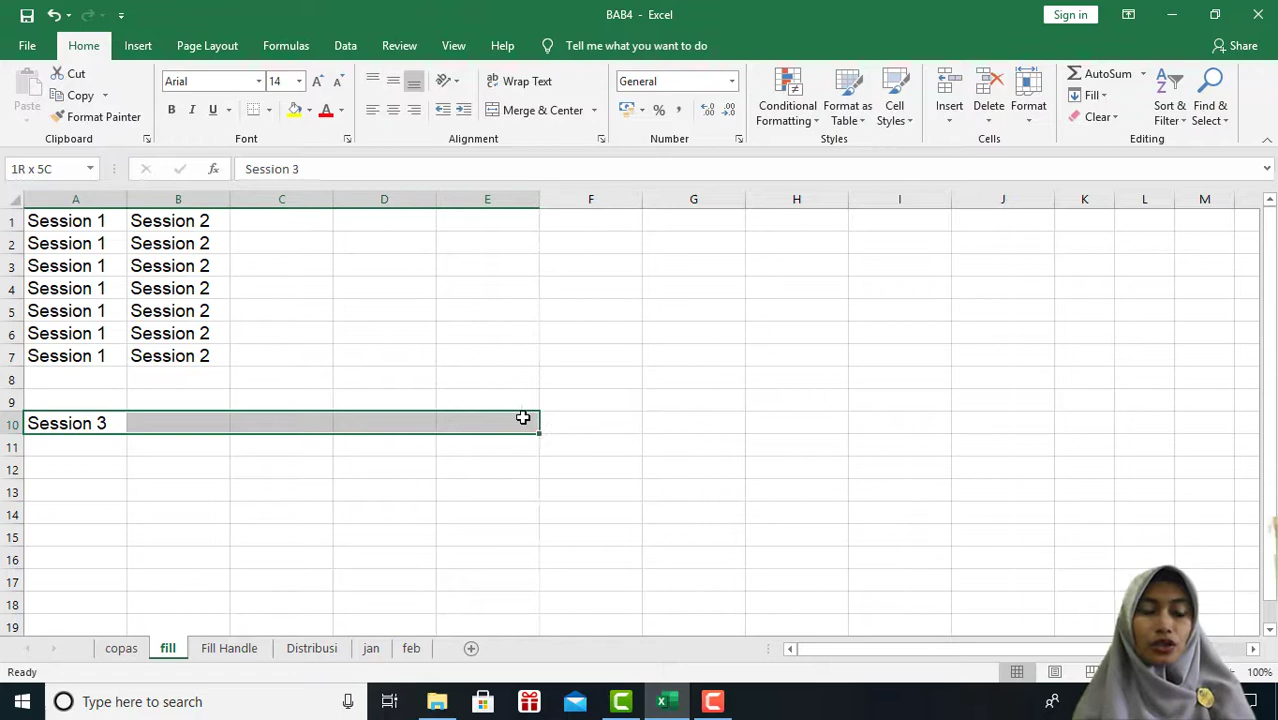 BAB4 - Excel
Sign in
File Home Insert Page Layout Formulas Data Review View Help Tell me what you want to do Share
Paste
Cut
Copy
Format Painter
Clipboard
Arial 14
B I U
Font
Wrap Text
Merge & Center
Alignment
General
%
Number
Conditional Formatting
Format as Table
Cell Styles
Styles
Insert
Delete
Format
Cells
AutoSum
Fill
Clear
Sort & Filter
Find & Select
Editing
1R x 5C
fx
Session 3
A B C D E F G H I J K L M
1 Session 1 Session 2
2 Session 1 Session 2
3 Session 1 Session 2
4 Session 1 Session 2
5 Session 1 Session 2
6 Session 1 Session 2
7 Session 1 Session 2
8
9
10 Session 3
11
12
13
14
15
16
17
18
19
copas fill Fill Handle Distribusi jan feb
Ready
100%
Type here to search